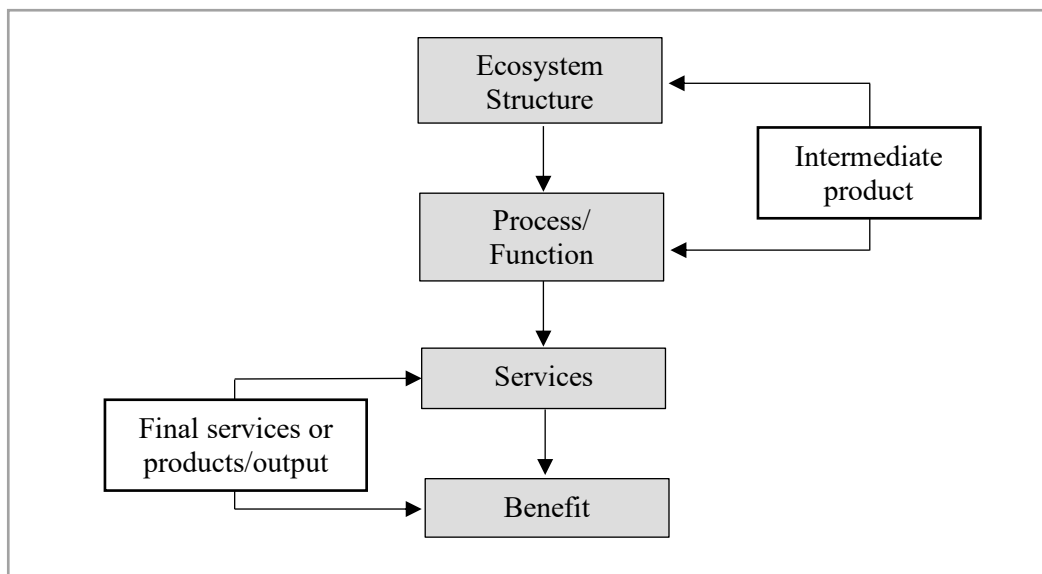 Ecosystem
Structure
Intermediate
product
Process/
Function
Services
Final services or
products/output
Benefit